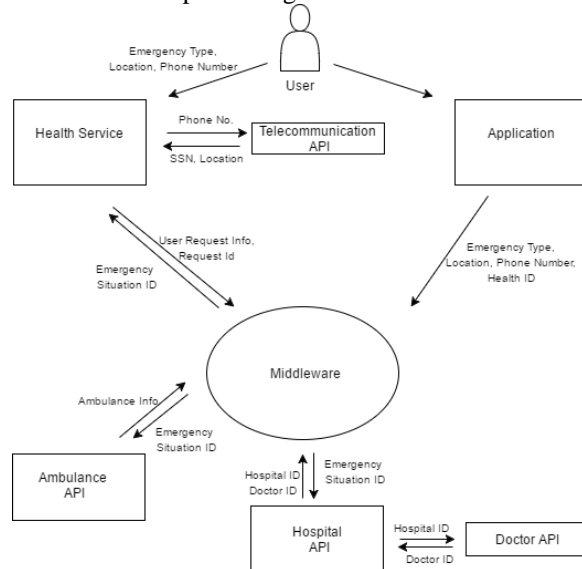 Emergency Type,
Location, Phone Number
User
Health Service
Phone No.
SSN, Location
Telecommunication
API
Application
User Request Info,
Request Id
Emergency
Situation ID
Emergency Type,
Location, Phone Number,
Health ID
Middleware
Ambulance Info
Emergency
Situation ID
Ambulance
API
Hospital ID
Doctor ID
Emergency
Situation ID
Hospital
API
Hospital ID
Doctor ID
Doctor API